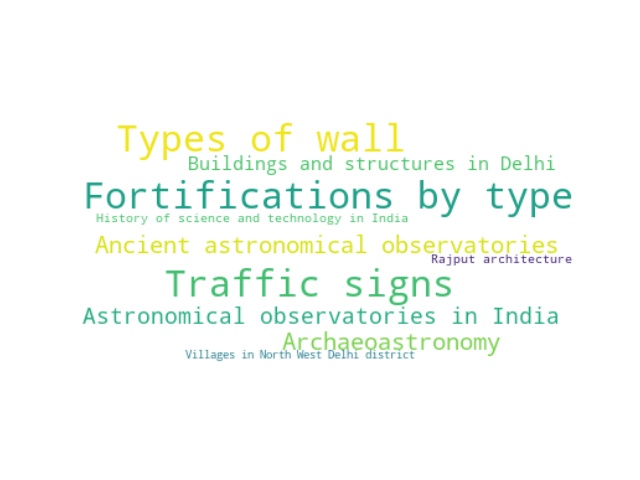 Types of wall
Buildings and structures in Delhi
Fortifications by type
History of science and technology in India
Ancient astronomical observatories
Rajput architecture
Traffic signs
Astronomical observatories in India
Archaeoastronomy
Villages in North West Delhi district